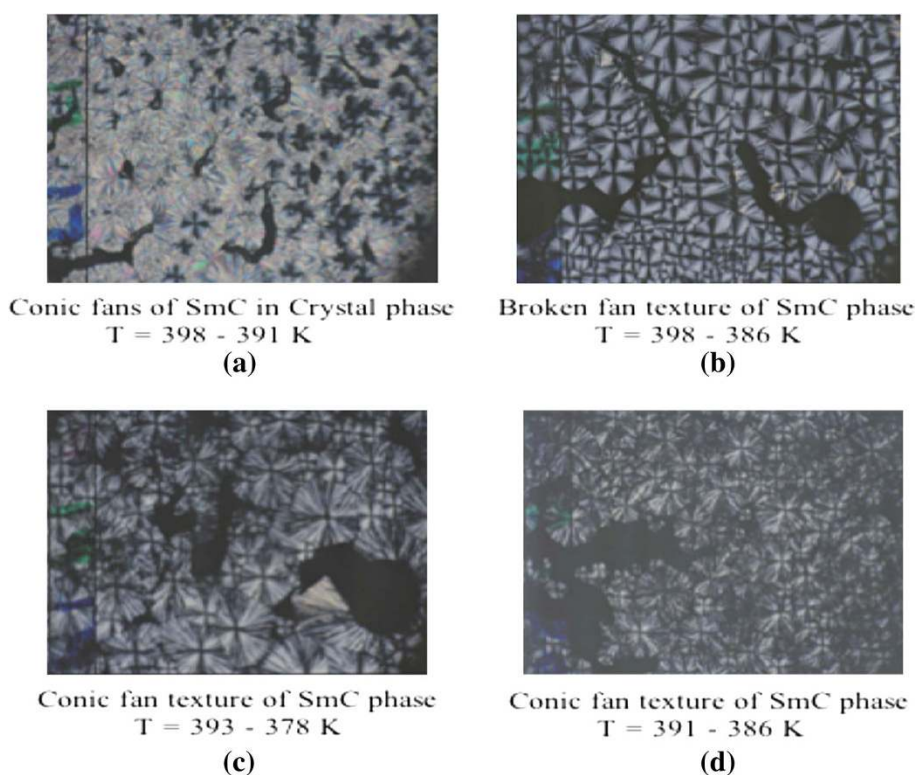 Conic fans of SmC in Crystal phase
T = 398 - 391 K
(a)
Broken fan texture of SmC phase
T = 398 - 386 K
(b)
Conic fan texture of SmC phase
T = 393 - 378 K
(c)
Conic fan texture of SmC phase
T = 391 - 386 K
(d)